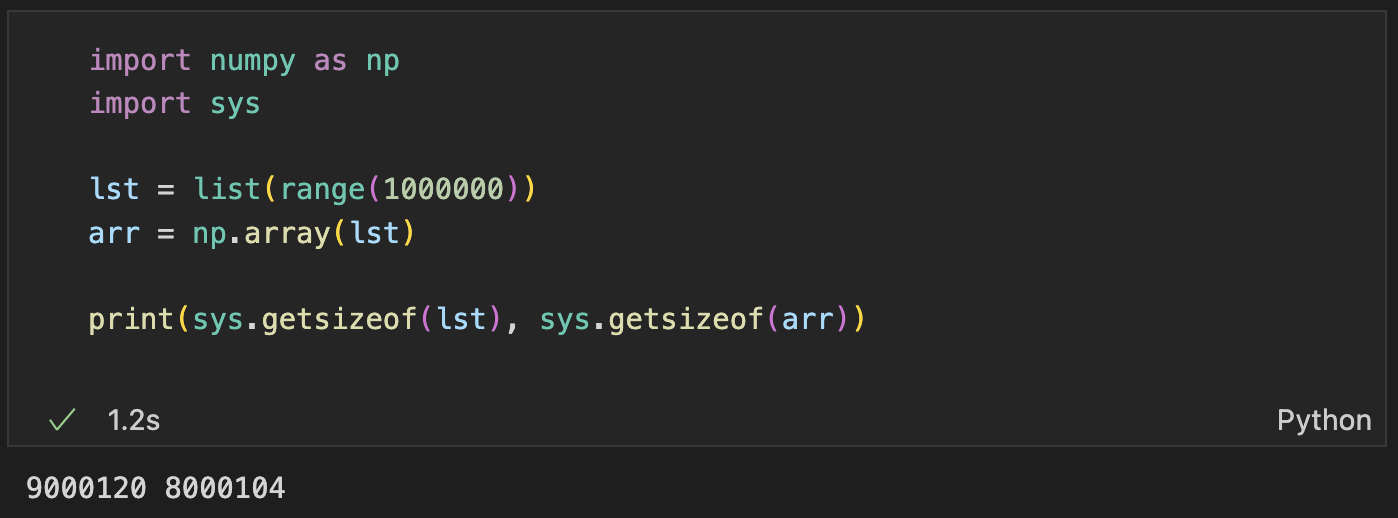 import numpy as np
import sys
lst = list(range(1000000))
arr = np.array(lst)
print(sys.getsizeof(lst), sys.getsizeof(arr))
1.2s
Python
9000120 8000104